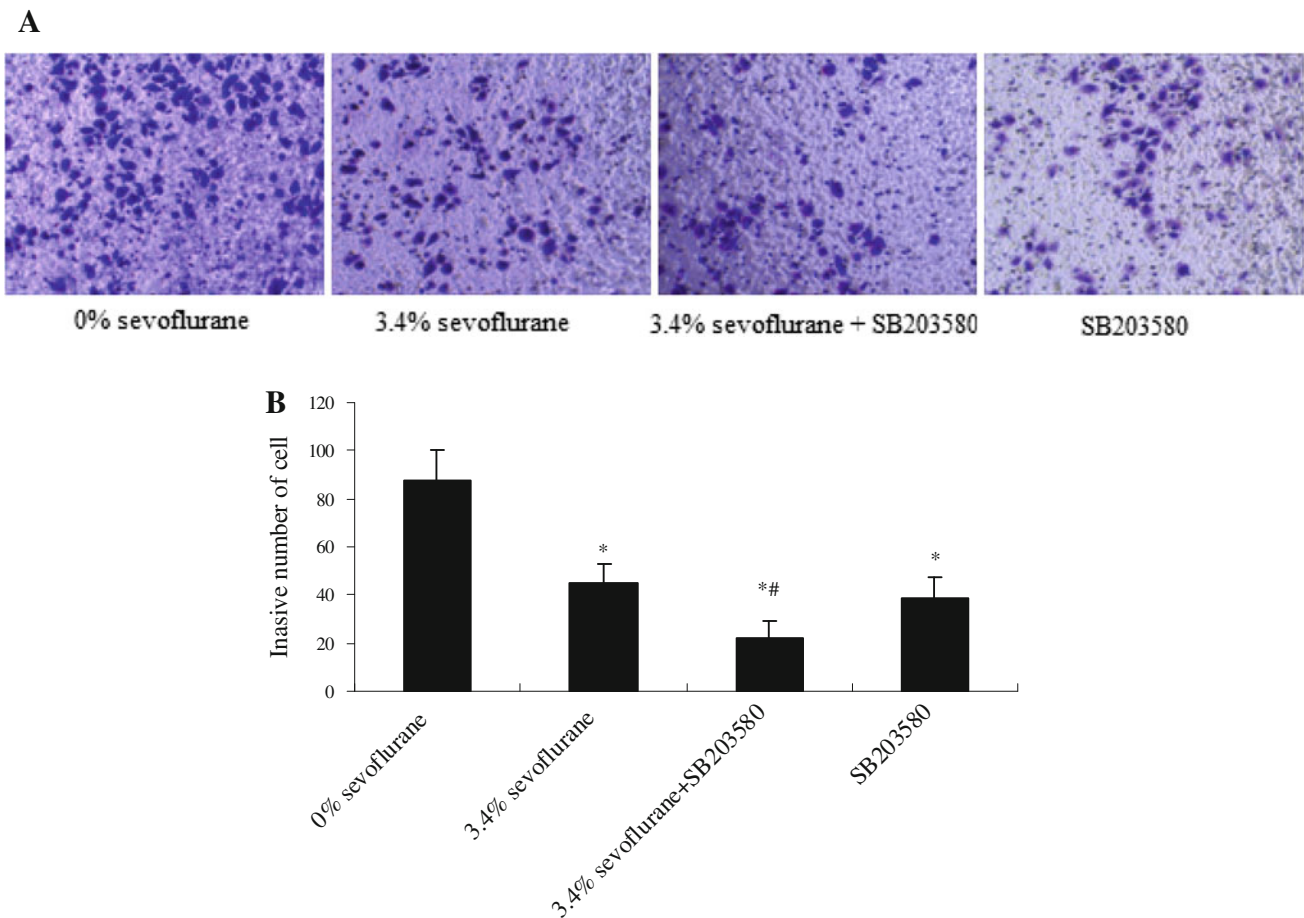 A
0% sevoflurane
3.4% sevoflurane
3.4% sevoflurane + SB203580
SB203580
B
120
100
80
60
40
20
0
Inasive number of cell
*
*#
*
0% sevoflurane
3.4% sevoflurane
3.4% sevoflurane+SB203580
SB203580